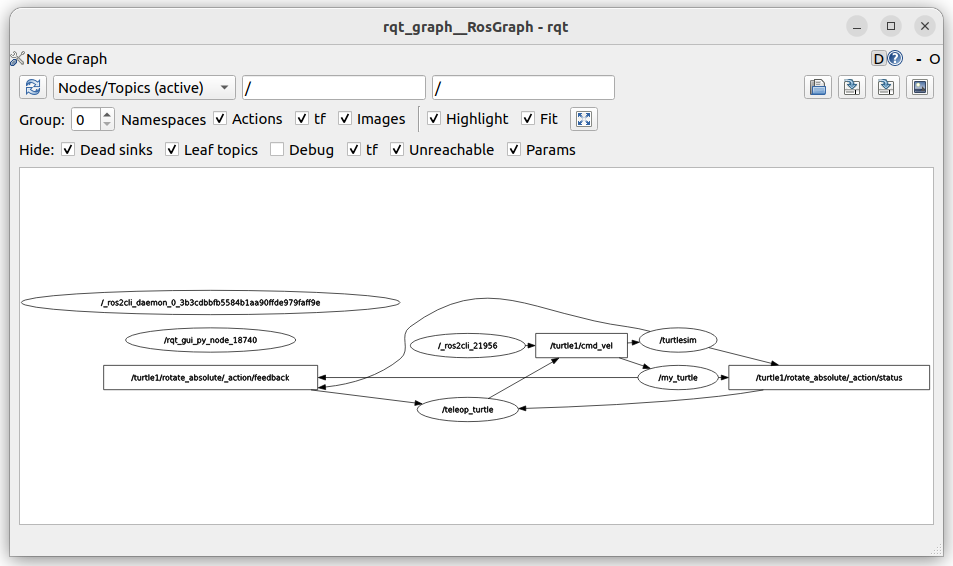 rqt_graph__RosGraph - rqt
Node Graph
D
- O
Nodes/Topics (active)
/
/
Group: 0 Namespaces Actions tf Images Highlight Fit
Hide: Dead sinks Leaf topics Debug tf Unreachable Params
/_ros2cli_daemon_0_3b3cdbbfb5584b1aa90ffde979faff9e
/rqt_gui_py_node_18740
/_ros2cli_21956
/turtle1/cmd_vel
/turtlesim
/turtle1/rotate_absolute/_action/feedback
/my_turtle
/turtle1/rotate_absolute/_action/status
/teleop_turtle